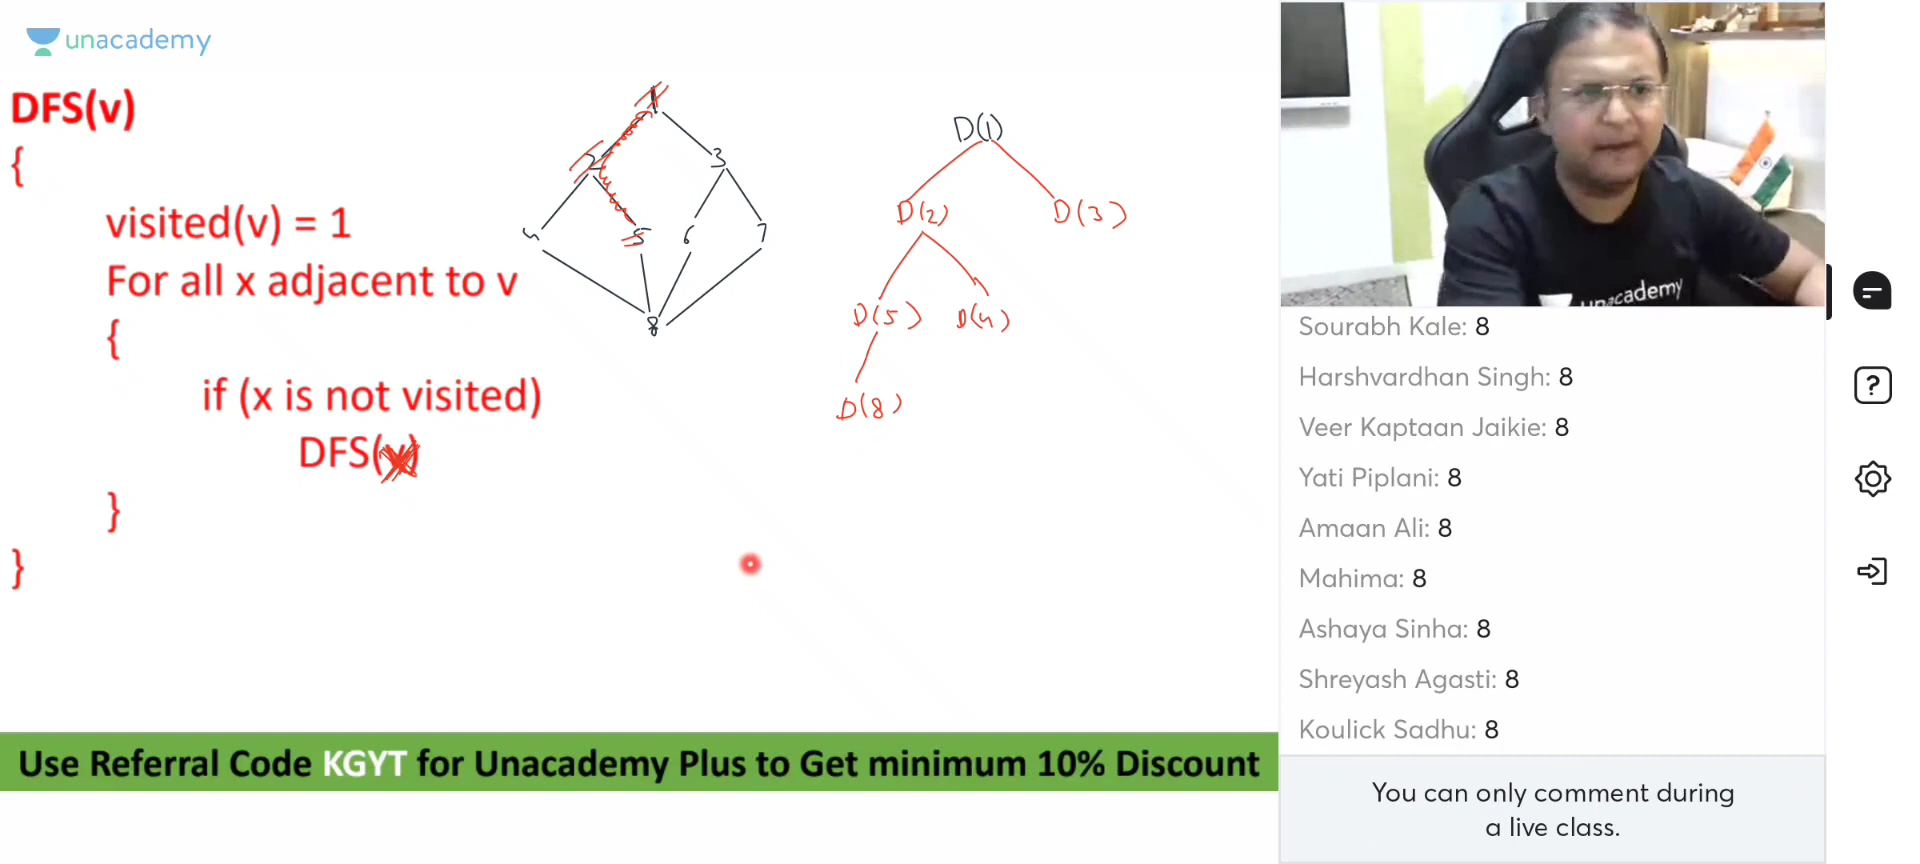 unacademy
DFS(v)
{
visited(v) = 1
For all x adjacent to v
{
if (x is not visited)
DFS(v)
}
}
1
2 3
4 5 6 7
8
D(1)
D(2) D(3)
D(5) D(4)
D(8)
Use Referral Code KGYT for Unacademy Plus to Get minimum 10% Discount
unacademy
Sourabh Kale: 8
Harshvardhan Singh: 8
Veer Kaptaan Jaikie: 8
Yati Piplani: 8
Amaan Ali: 8
Mahima: 8
Ashaya Sinha: 8
Shreyash Agasti: 8
Koulick Sadhu: 8
You can only comment during
a live class.
?